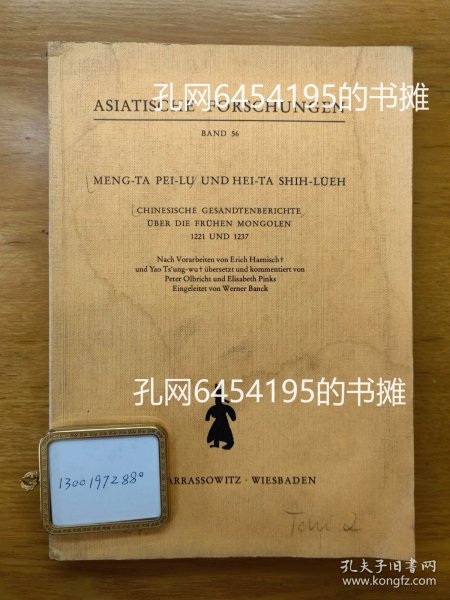 孔网6454195的书摊
ASIATISCHE FORSCHUNGEN
BAND 56
MENG-TA PEI-LU UND HEI-TA SHIH-LÜEH
CHINESISCHE GESANDTENBERICHTE
ÜBER DIE FRÜHEN MONGOLEN
1221 UND 1237
Nach Vorarbeiten von Erich Haenisch†
und Yao Ts'ung-wu† übersetzt und kommentiert von
Peter Olbricht und Elisabeth Pinks
Eingeleitet von Werner Banck
孔网6454195的书摊
ARRASSOWITZ · WIESBADEN
1300197288⁰
孔夫子旧书网
www.kongfz.com